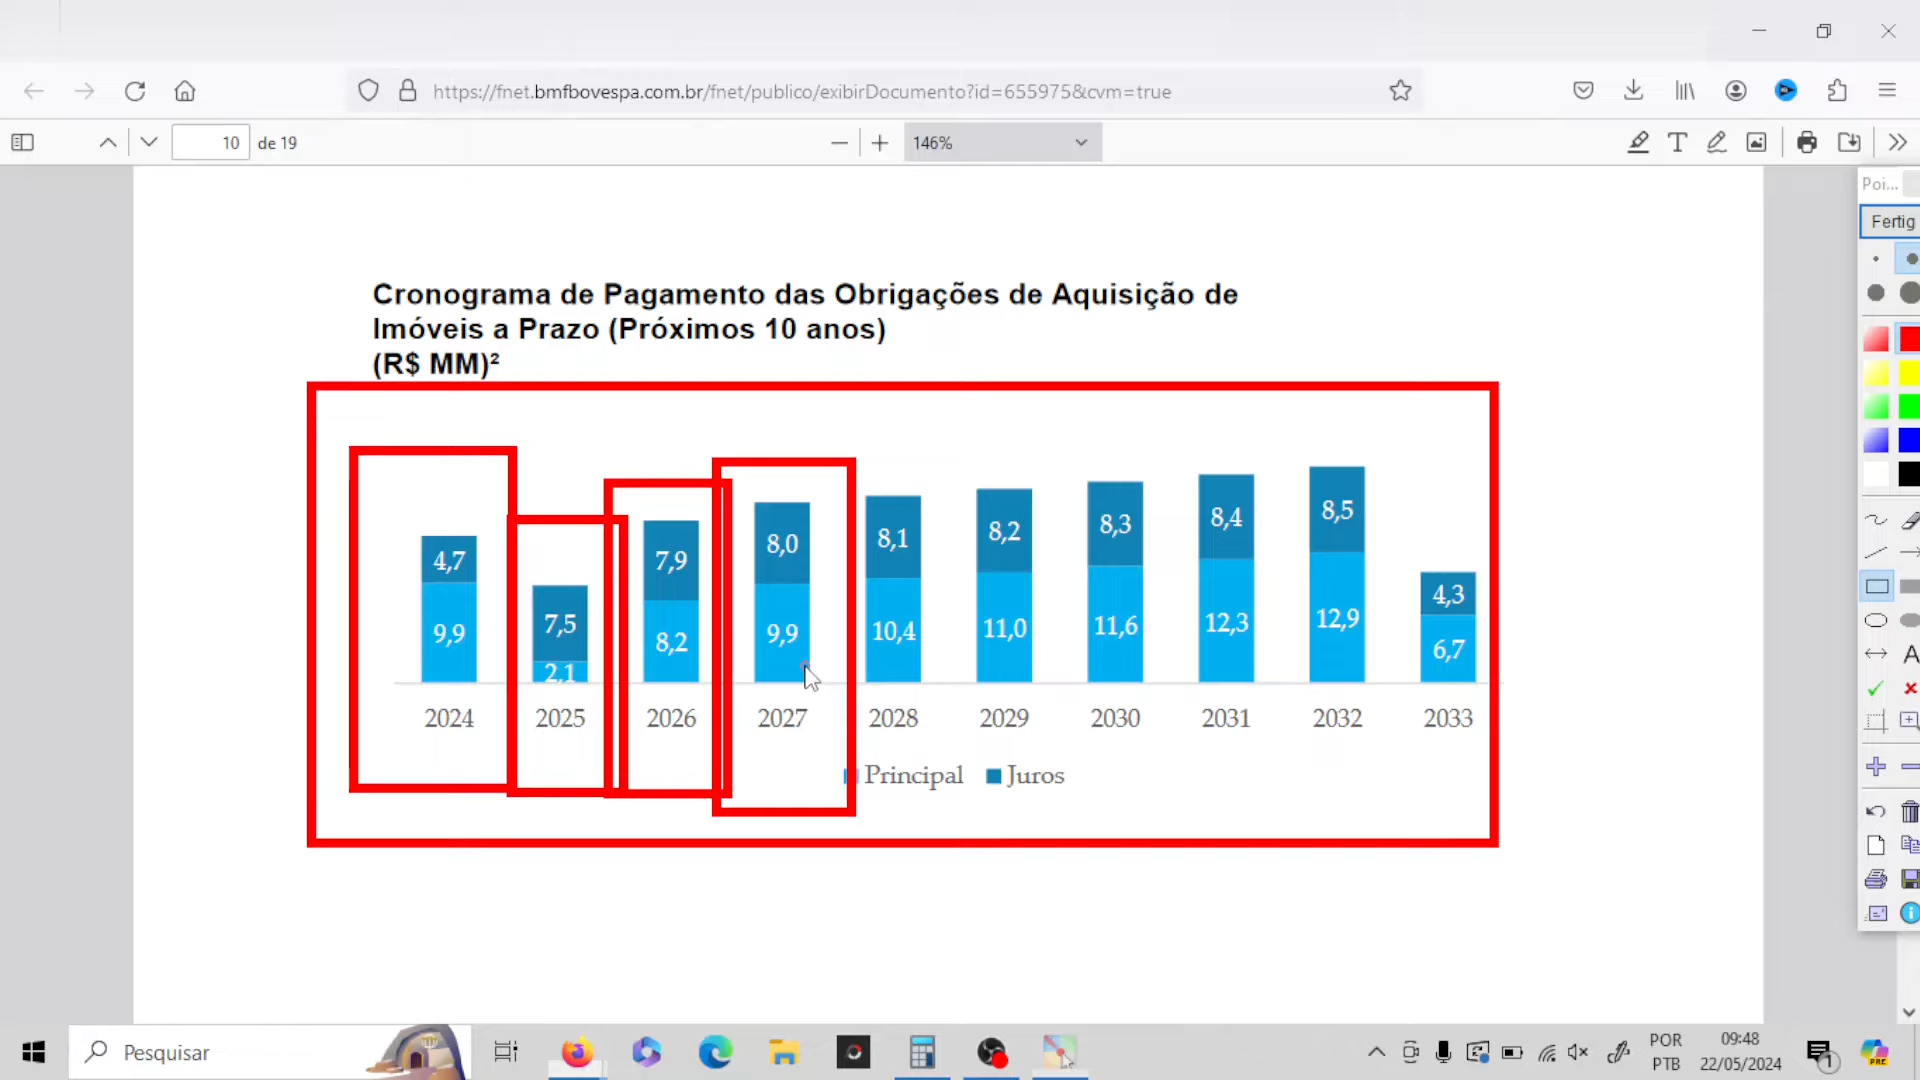 https://fnet.bmfbovespa.com.br/fnet/publico/exibirDocumento?id=655975&cvm=true
10 de 19
146%
Poi...
Fertig
Cronograma de Pagamento das Obrigações de Aquisição de
Imóveis a Prazo (Próximos 10 anos)
(R$ MM)²
4,7 7,5 7,9 8,0 8,1 8,2 8,3 8,4 8,5 4,3
9,9 2,1 8,2 9,9 10,4 11,0 11,6 12,3 12,9 6,7
2024 2025 2026 2027 2028 2029 2030 2031 2032 2033
Principal Juros
A
Pesquisar
POR
PTB
09:48
22/05/2024
1
PRE